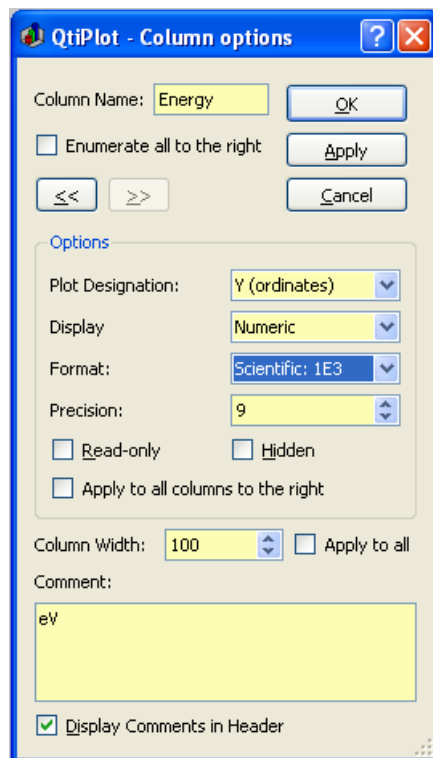 QtiPlot - Column options
Column Name: Energy OK
Enumerate all to the right Apply
<< >> Cancel
Options
Plot Designation: Y (ordinates)
Display Numeric
Format: Scientific: 1E3
Precision: 9
Read-only Hidden
Apply to all columns to the right
Column Width: 100 Apply to all
Comment:
eV
Display Comments in Header